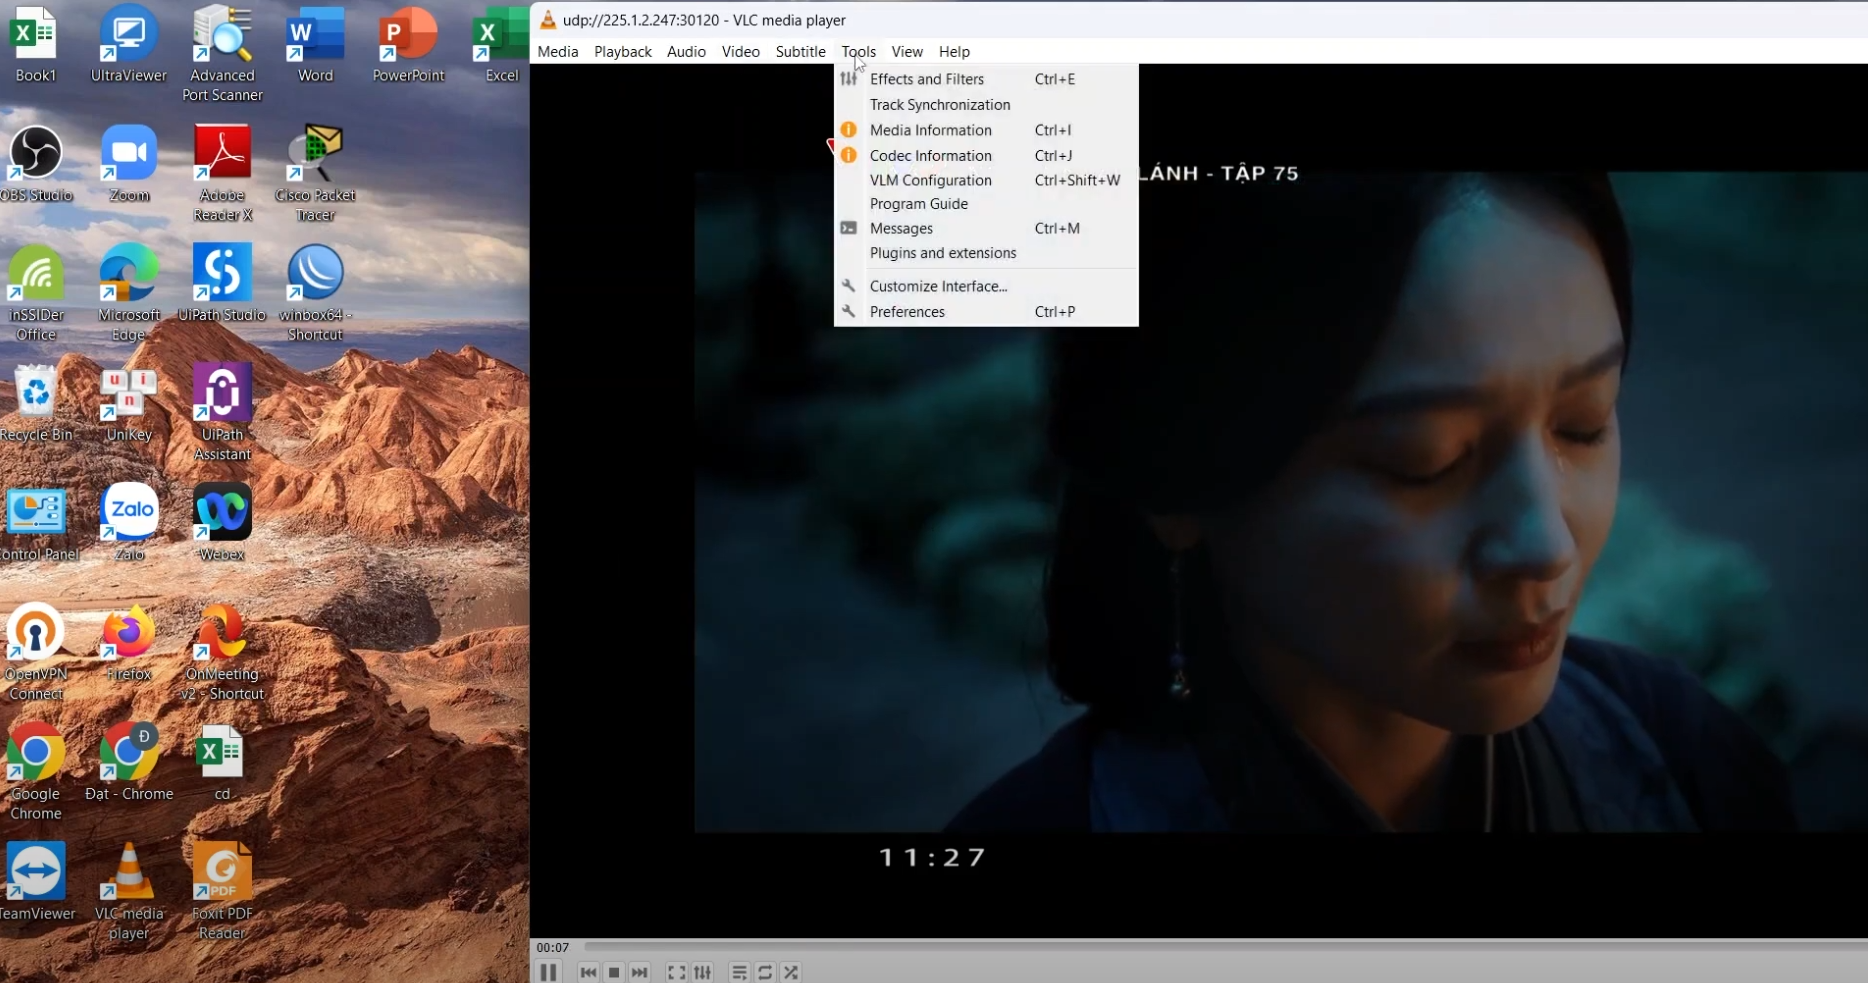 Book1
UltraViewer
Advanced
Port Scanner
Word
PowerPoint
Excel
OBS Studio
Zoom
Adobe
Reader X
Cisco Packet
Tracer
inSSIDer
Office
Microsoft
Edge
UiPath Studio
winbox64 -
Shortcut
Recycle Bin
u i
n
UniKey
UiPath
Assistant
ontrol Panel
Zalo
Zalo
Webex
OpenVPN
Connect
Firefox
OnMeeting
v2 - Shortcut
Google
Chrome
Đ
Đạt - Chrome
cd
TeamViewer
VLC media
player
PDF
Foxit PDF
Reader
udp://225.1.2.247:30120 - VLC media player
Media Playback Audio Video Subtitle Tools View Help
Effects and Filters Ctrl+E
Track Synchronization
Media Information Ctrl+I
Codec Information Ctrl+J
VLM Configuration Ctrl+Shift+W
Program Guide
Messages Ctrl+M
Plugins and extensions
Customize Interface...
Preferences Ctrl+P
LÁNH - TẬP 75
11:27
00:07